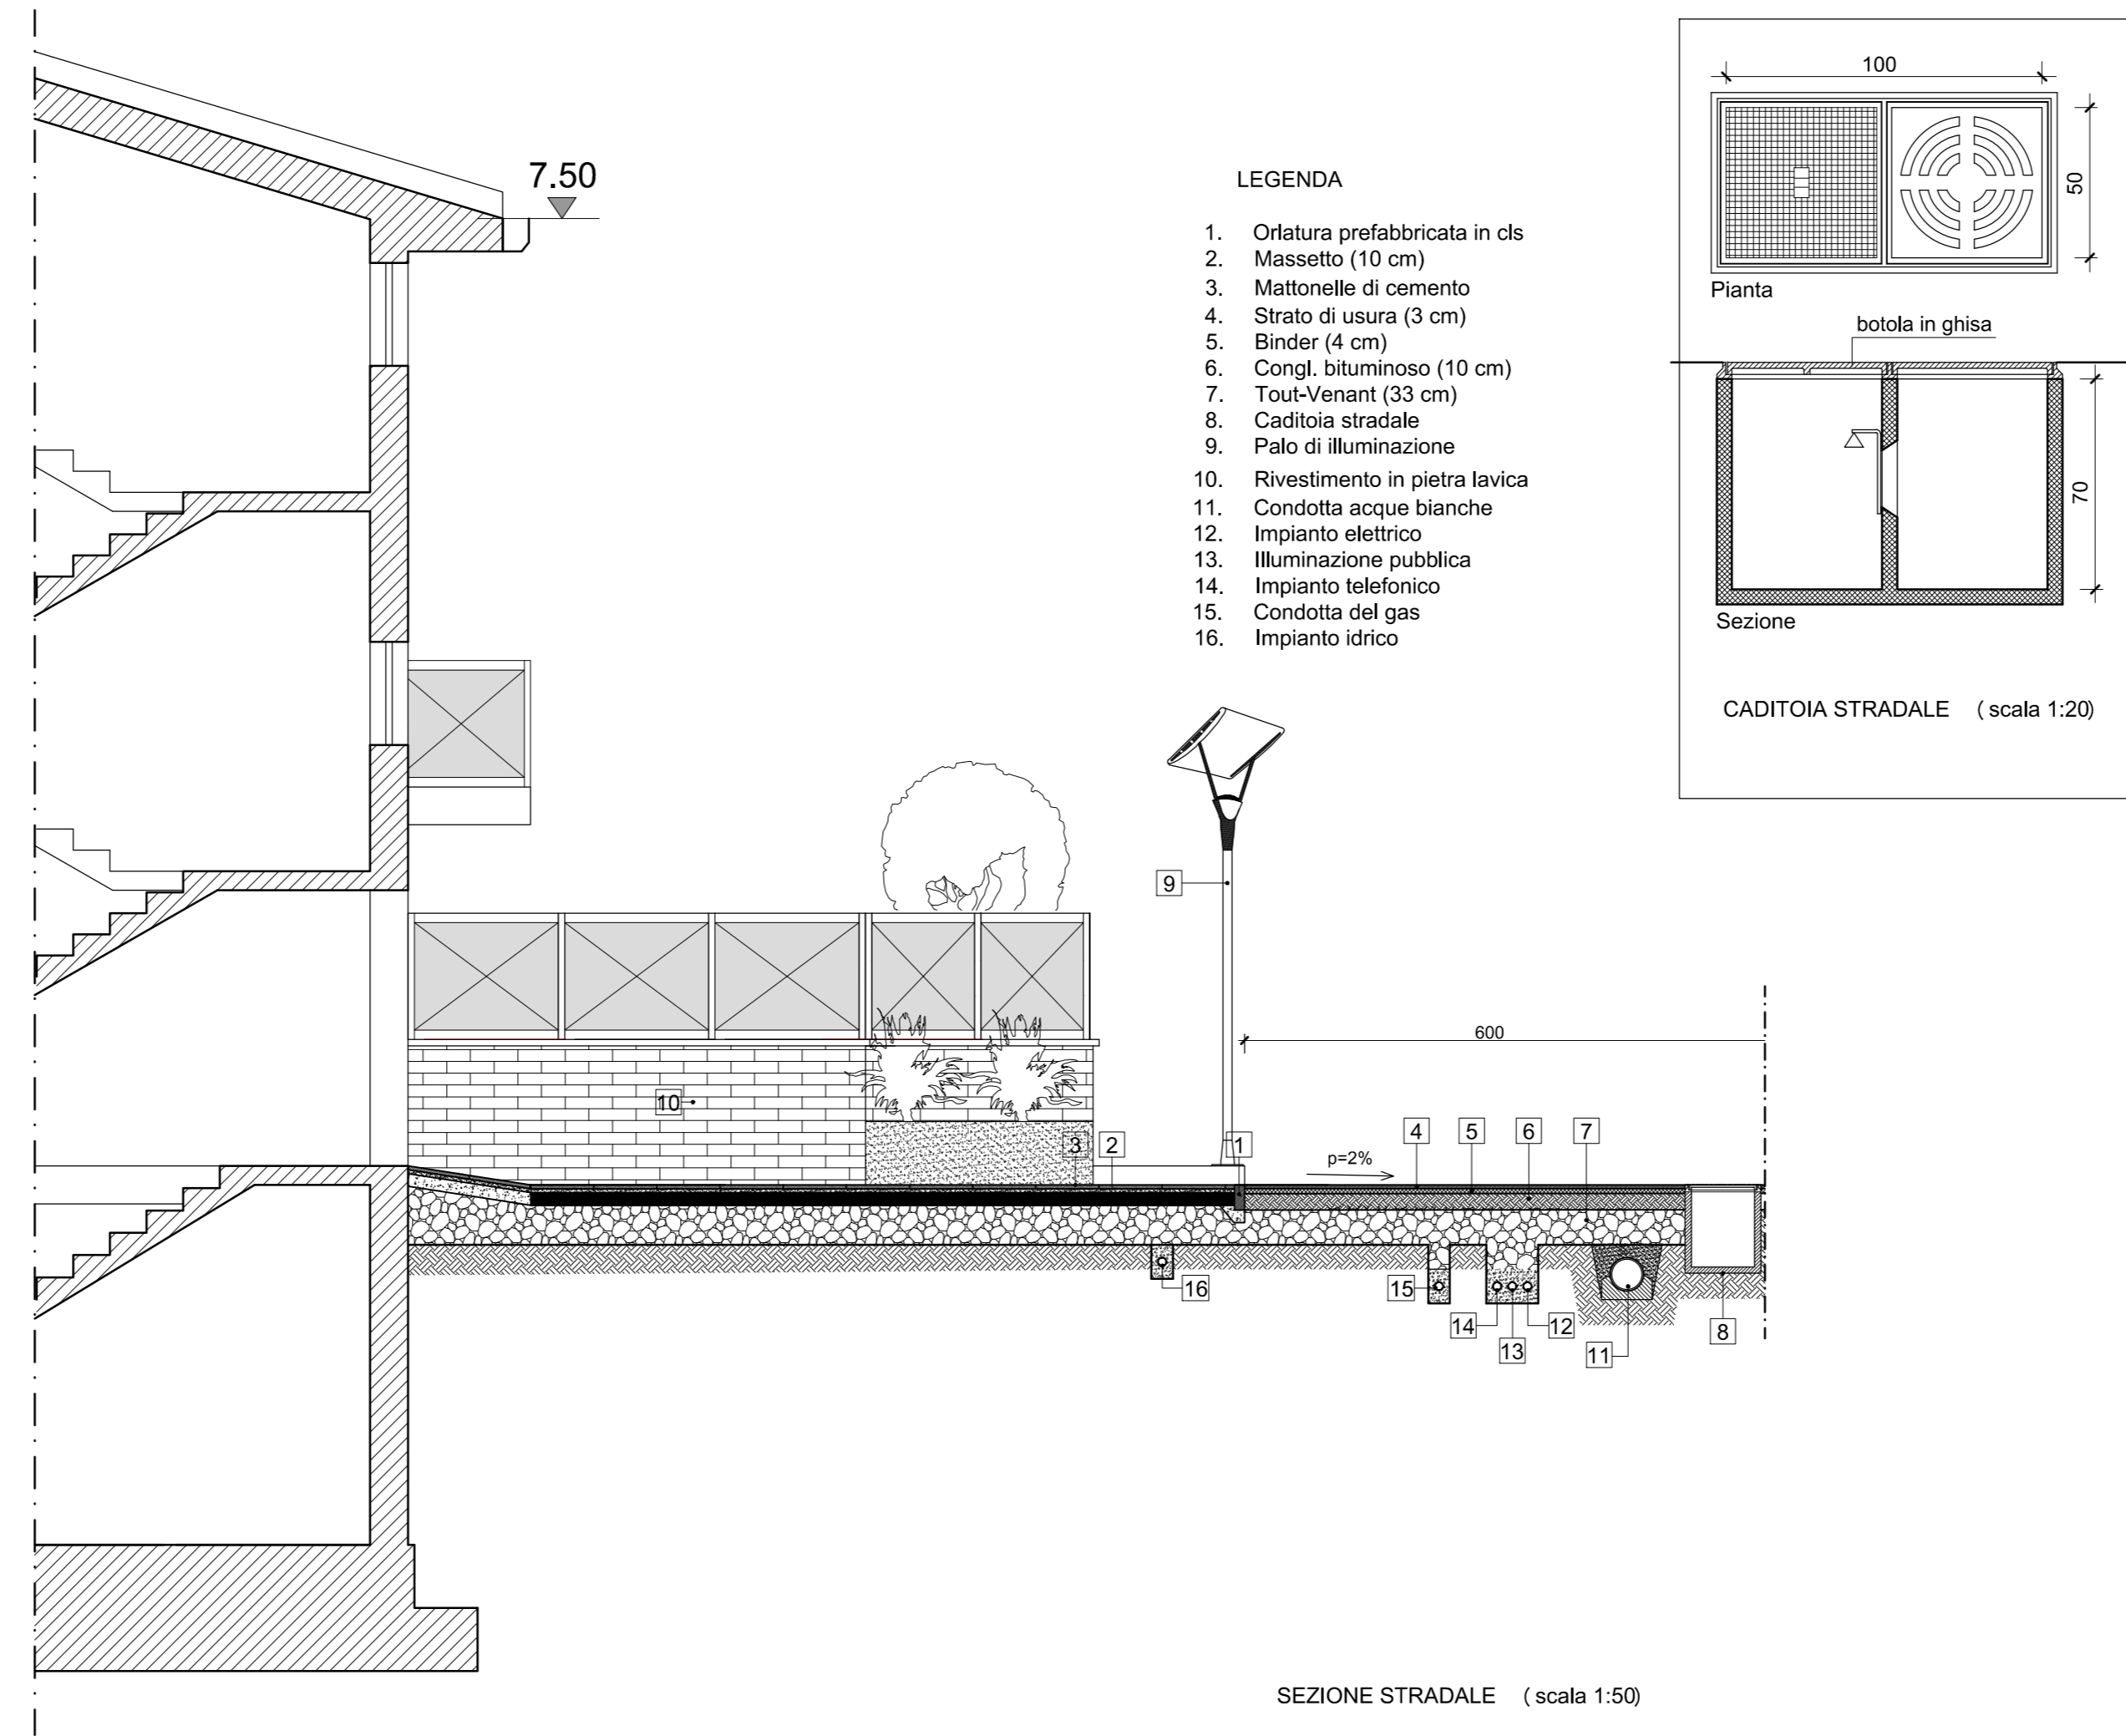 7.50
LEGENDA
1. Orlatura prefabbricata in cls
2. Massetto (10 cm)
3. Mattonelle di cemento
4. Strato di usura (3 cm)
5. Binder (4 cm)
6. Congl. bituminoso (10 cm)
7. Tout-Venant (33 cm)
8. Caditoia stradale
9. Palo di illuminazione
10. Rivestimento in pietra lavica
11. Condotta acque bianche
12. Impianto elettrico
13. Illuminazione pubblica
14. Impianto telefonico
15. Condotta del gas
16. Impianto idrico
100
50
Pianta
botola in ghisa
70
Sezione
CADITOIA STRADALE ( scala 1:20)
9
600
10
3
2
1
p=2%
4
5
6
7
16
15
14
13
12
11
8
SEZIONE STRADALE ( scala 1:50)